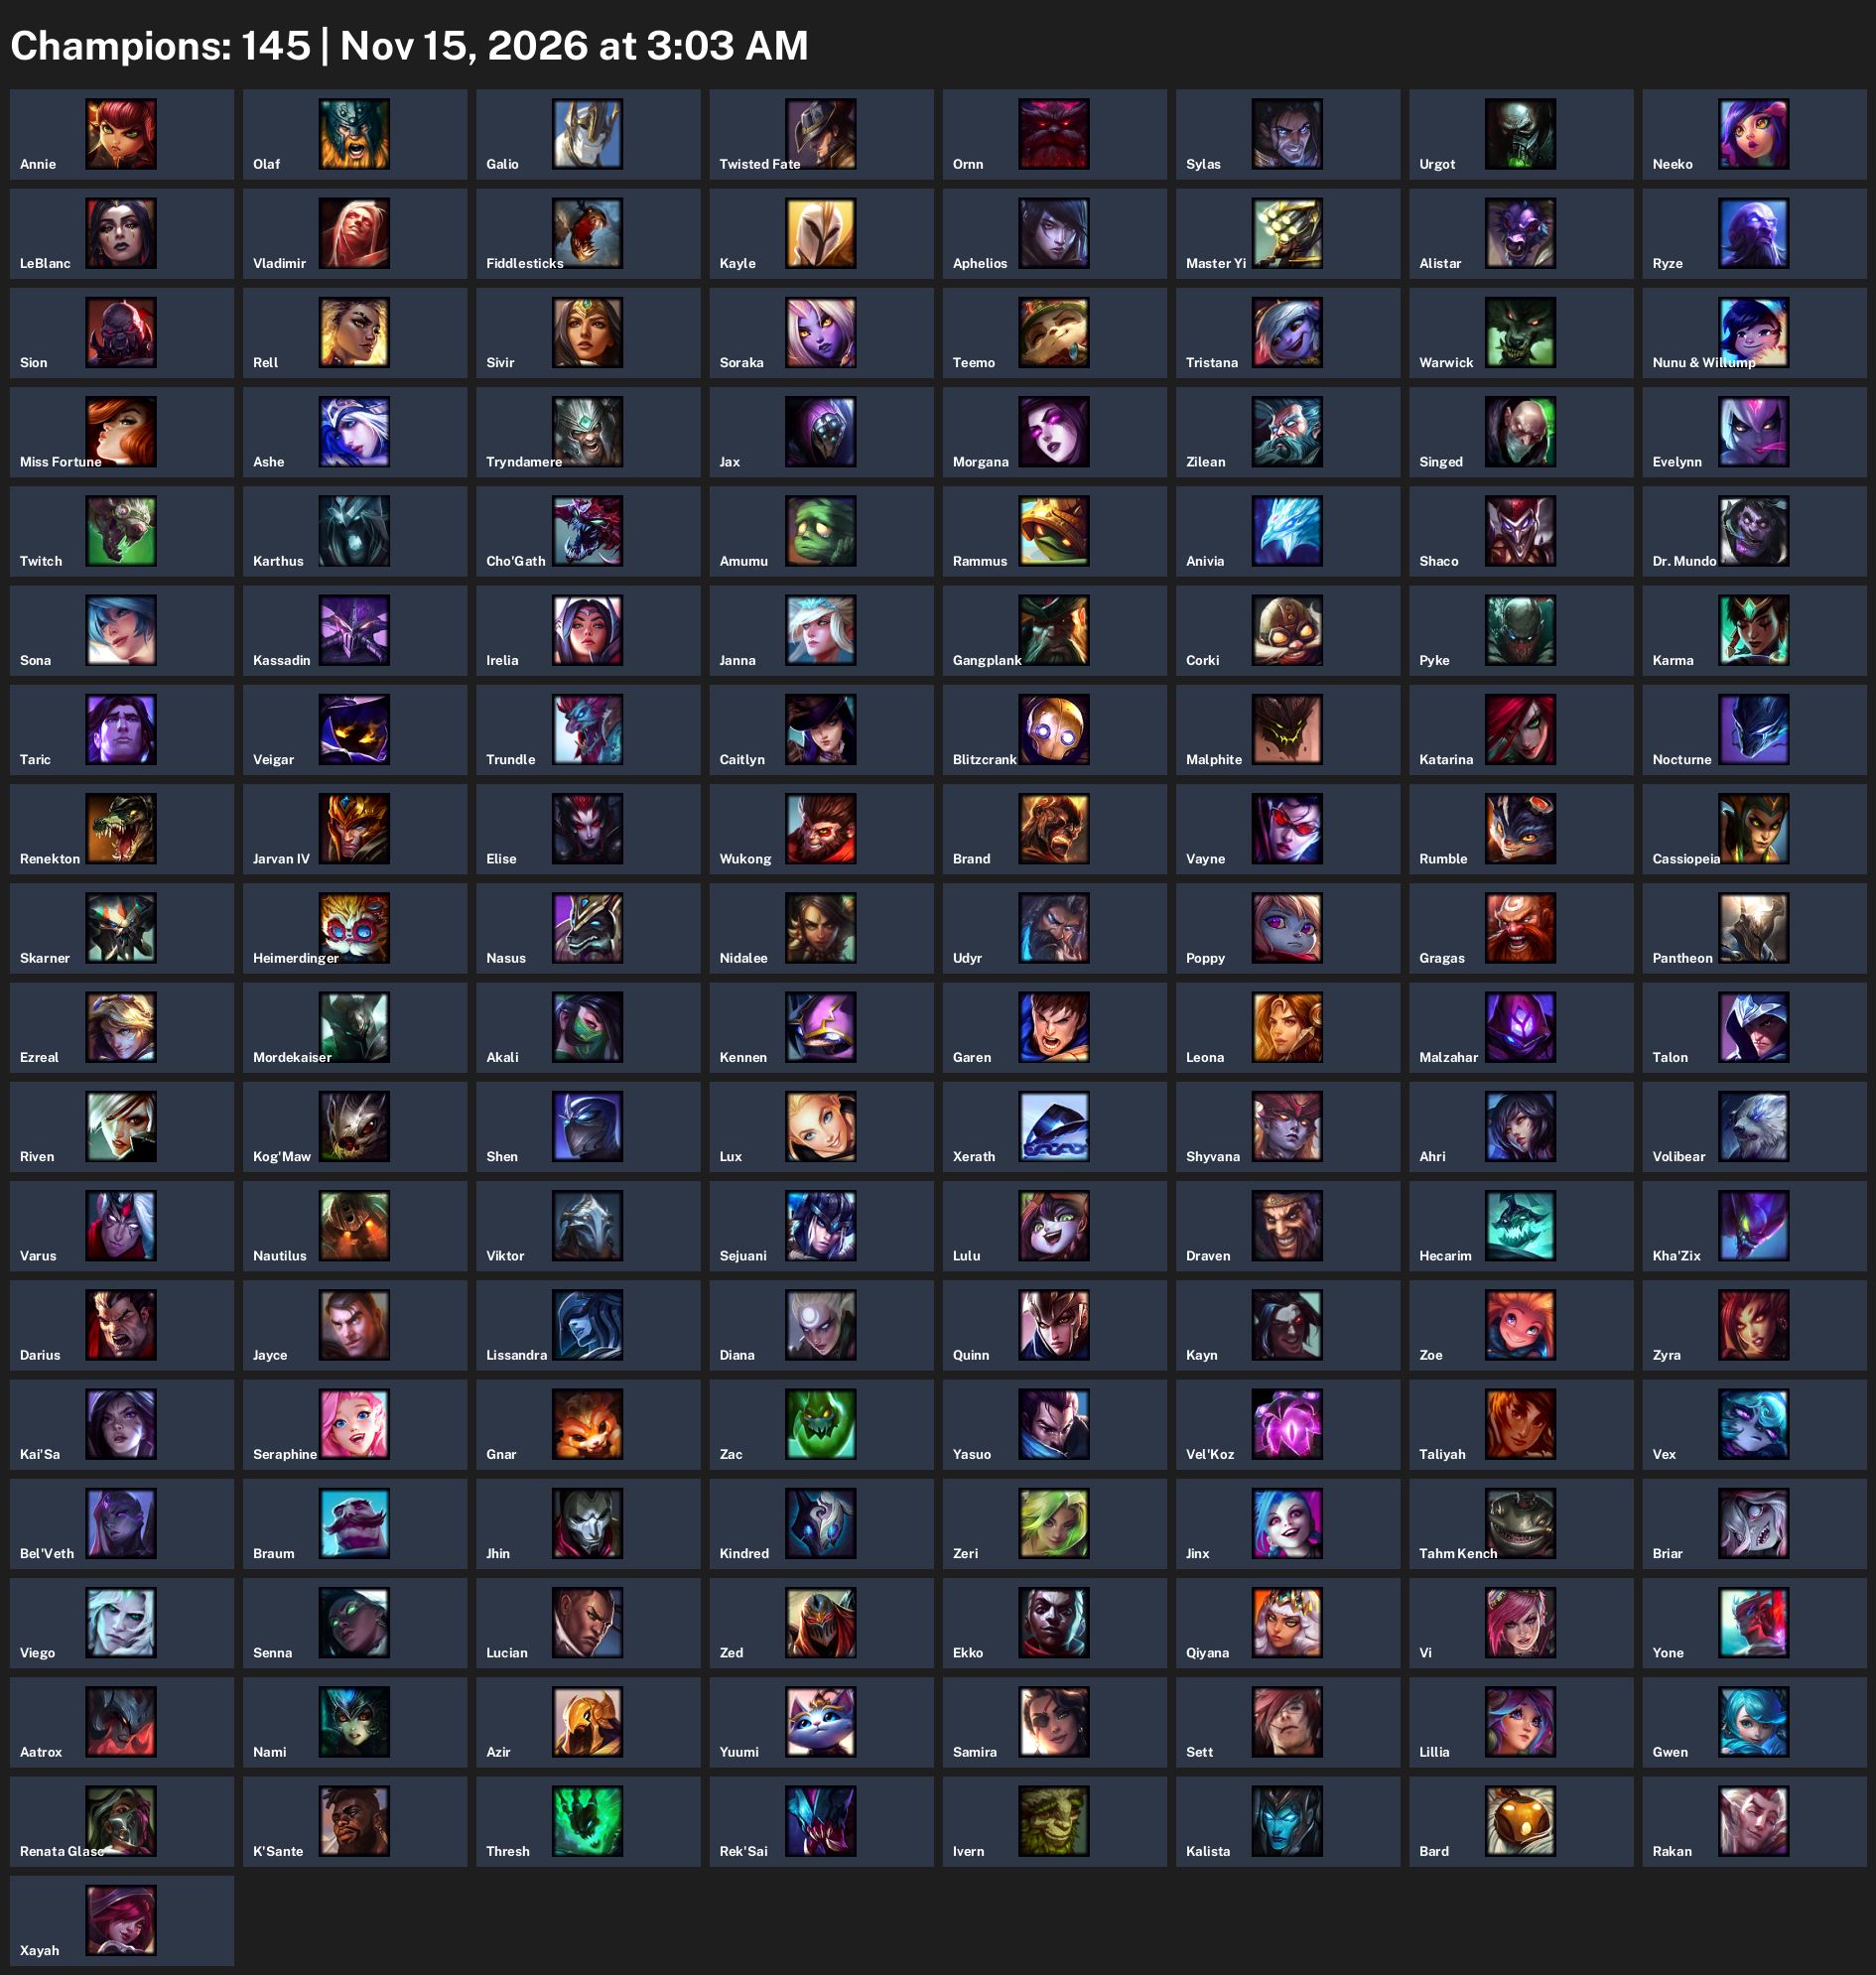 Champions: 145 | Nov 15, 2026 at 3:03 AM
Annie
Olaf
Galio
Twisted Fate
Ornn
Sylas
Urgot
Neeko
LeBlanc
Vladimir
Fiddlesticks
Kayle
Aphelios
Master Yi
Alistar
Ryze
Sion
Rell
Sivir
Soraka
Teemo
Tristana
Warwick
Nunu & Willump
Miss Fortune
Ashe
Tryndamere
Jax
Morgana
Zilean
Singed
Evelynn
Twitch
Karthus
Cho'Gath
Amumu
Rammus
Anivia
Shaco
Dr. Mundo
Sona
Kassadin
Irelia
Janna
Gangplank
Corki
Pyke
Karma
Taric
Veigar
Trundle
Caitlyn
Blitzcrank
Malphite
Katarina
Nocturne
Renekton
Jarvan IV
Elise
Wukong
Brand
Vayne
Rumble
Cassiopeia
Skarner
Heimerdinger
Nasus
Nidalee
Udyr
Poppy
Gragas
Pantheon
Ezreal
Mordekaiser
Akali
Kennen
Garen
Leona
Malzahar
Talon
Riven
Kog'Maw
Shen
Lux
Xerath
Shyvana
Ahri
Volibear
Varus
Nautilus
Viktor
Sejuani
Lulu
Draven
Hecarim
Kha'Zix
Darius
Jayce
Lissandra
Diana
Quinn
Kayn
Zoe
Zyra
Kai'Sa
Seraphine
Gnar
Zac
Yasuo
Vel'Koz
Taliyah
Vex
Bel'Veth
Braum
Jhin
Kindred
Zeri
Jinx
Tahm Kench
Briar
Viego
Senna
Lucian
Zed
Ekko
Qiyana
Vi
Yone
Aatrox
Nami
Azir
Yuumi
Samira
Sett
Lillia
Gwen
Renata Glasc
K'Sante
Thresh
Rek'Sai
Ivern
Kalista
Bard
Rakan
Xayah